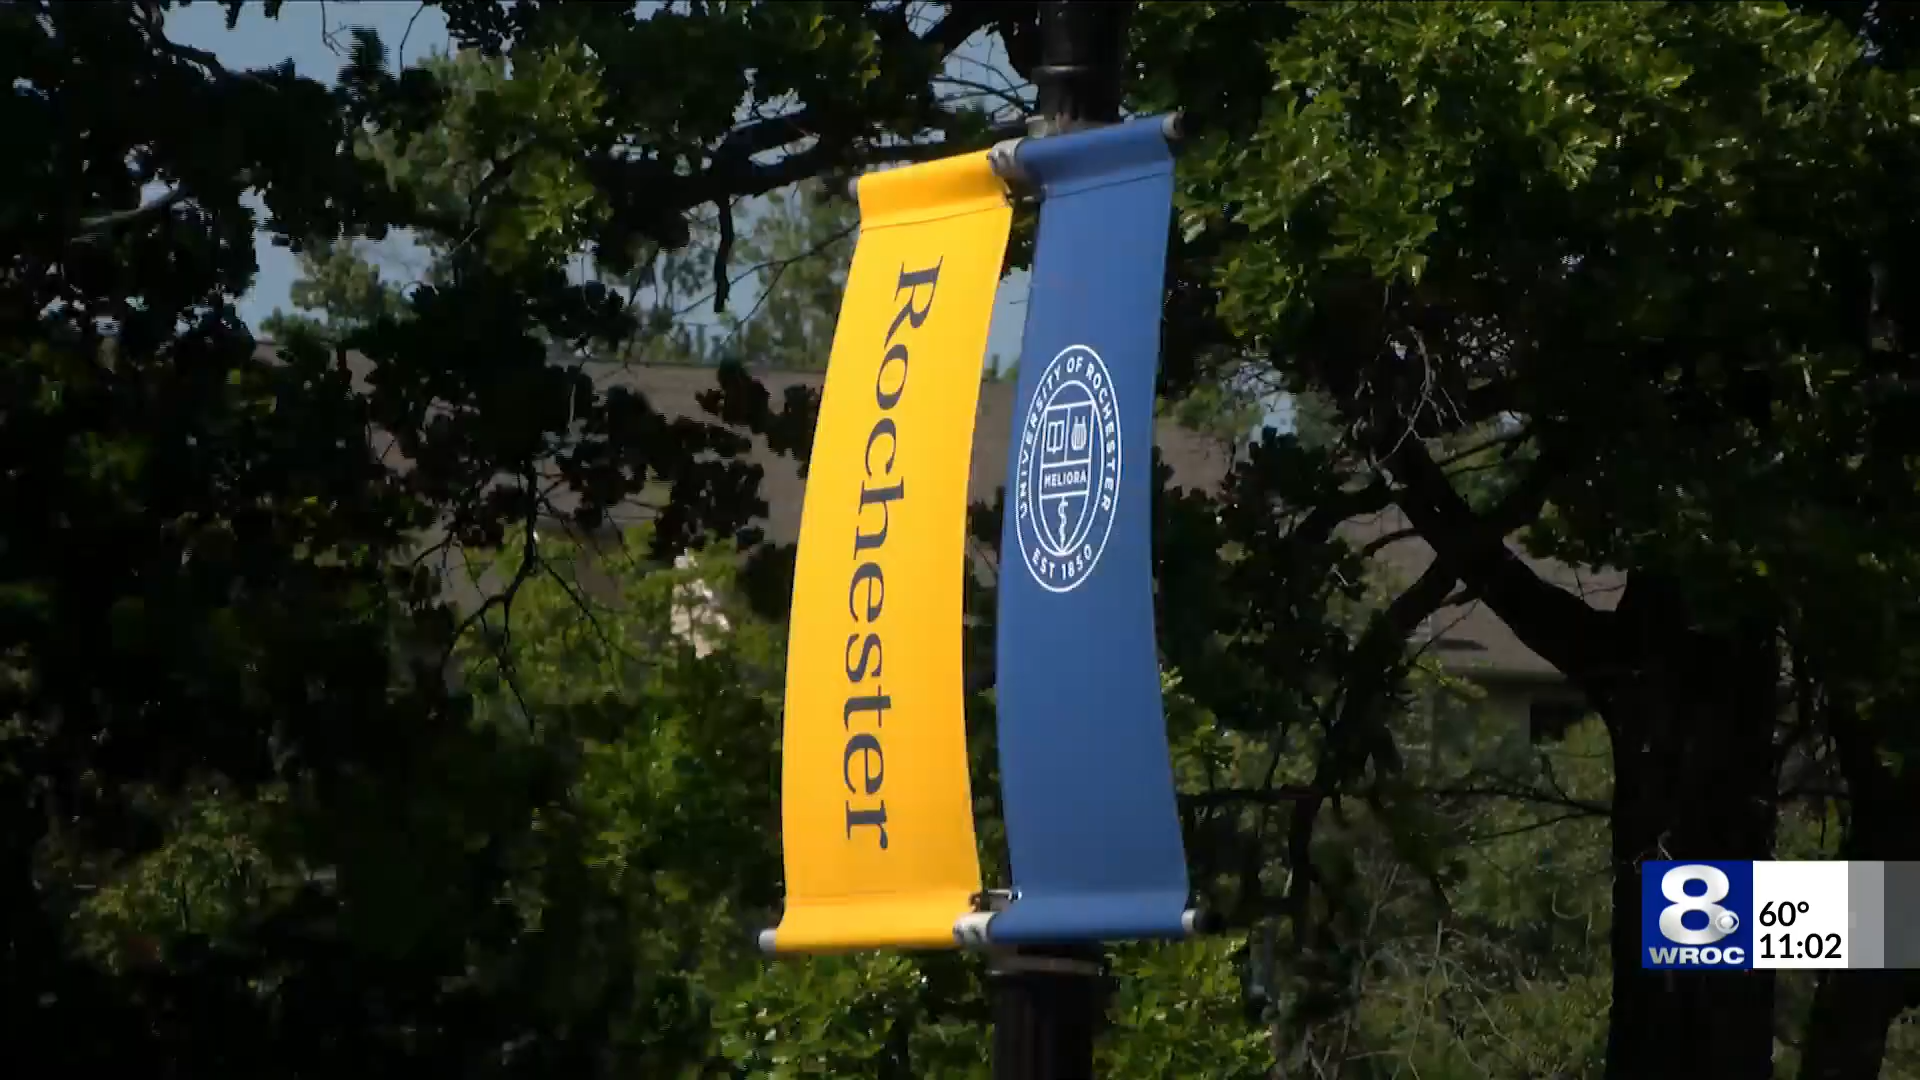 Rochester
UNIVERSITY OF ROCHESTER
MELIORA
EST 1850
8
WROC
60°
11:02